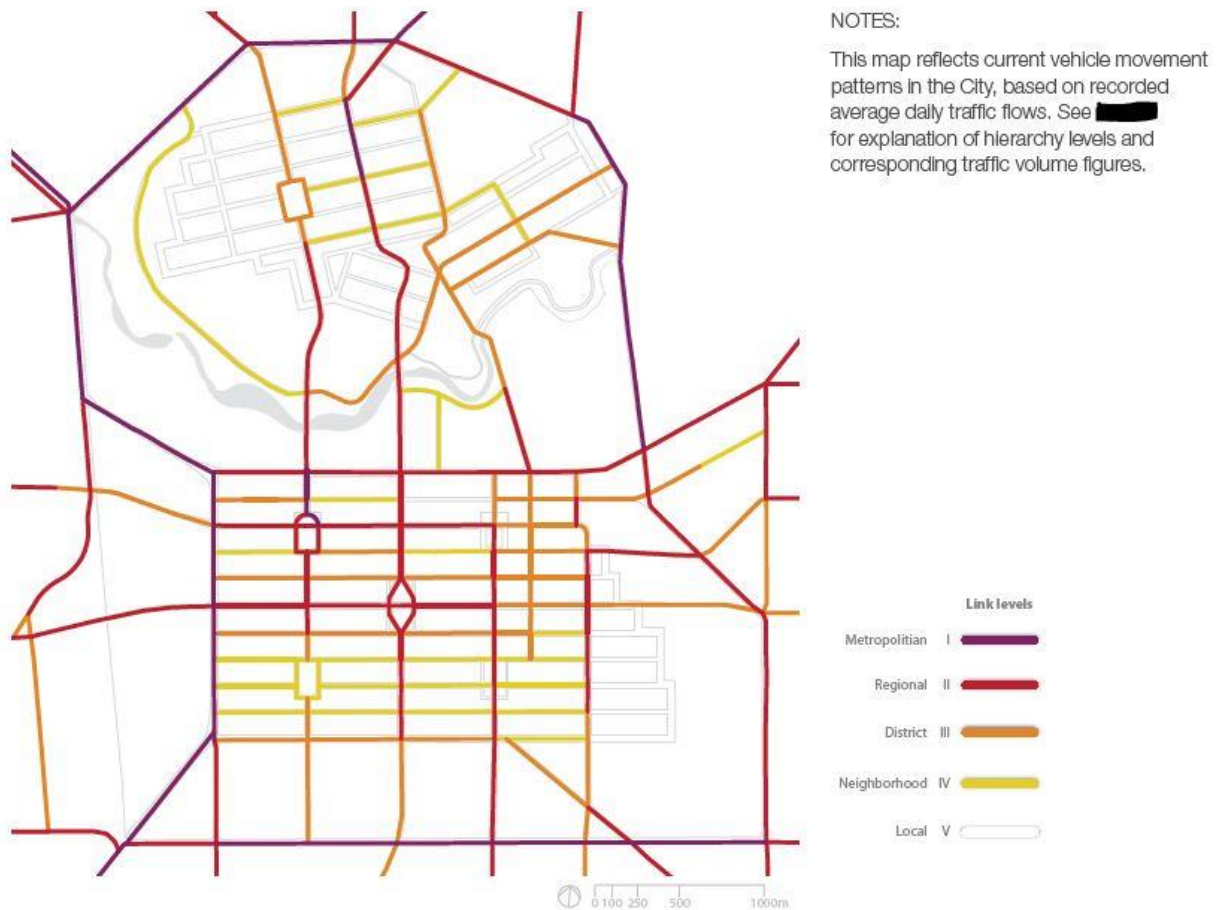 NOTES:
This map reflects current vehicle movement
patterns in the City, based on recorded
average daily traffic flows. See
for explanation of hierarchy levels and
corresponding traffic volume figures.
Link levels
Metropolitian I
Regional II
District III
Neighborhood IV
Local V
0 100 250 500 1000m